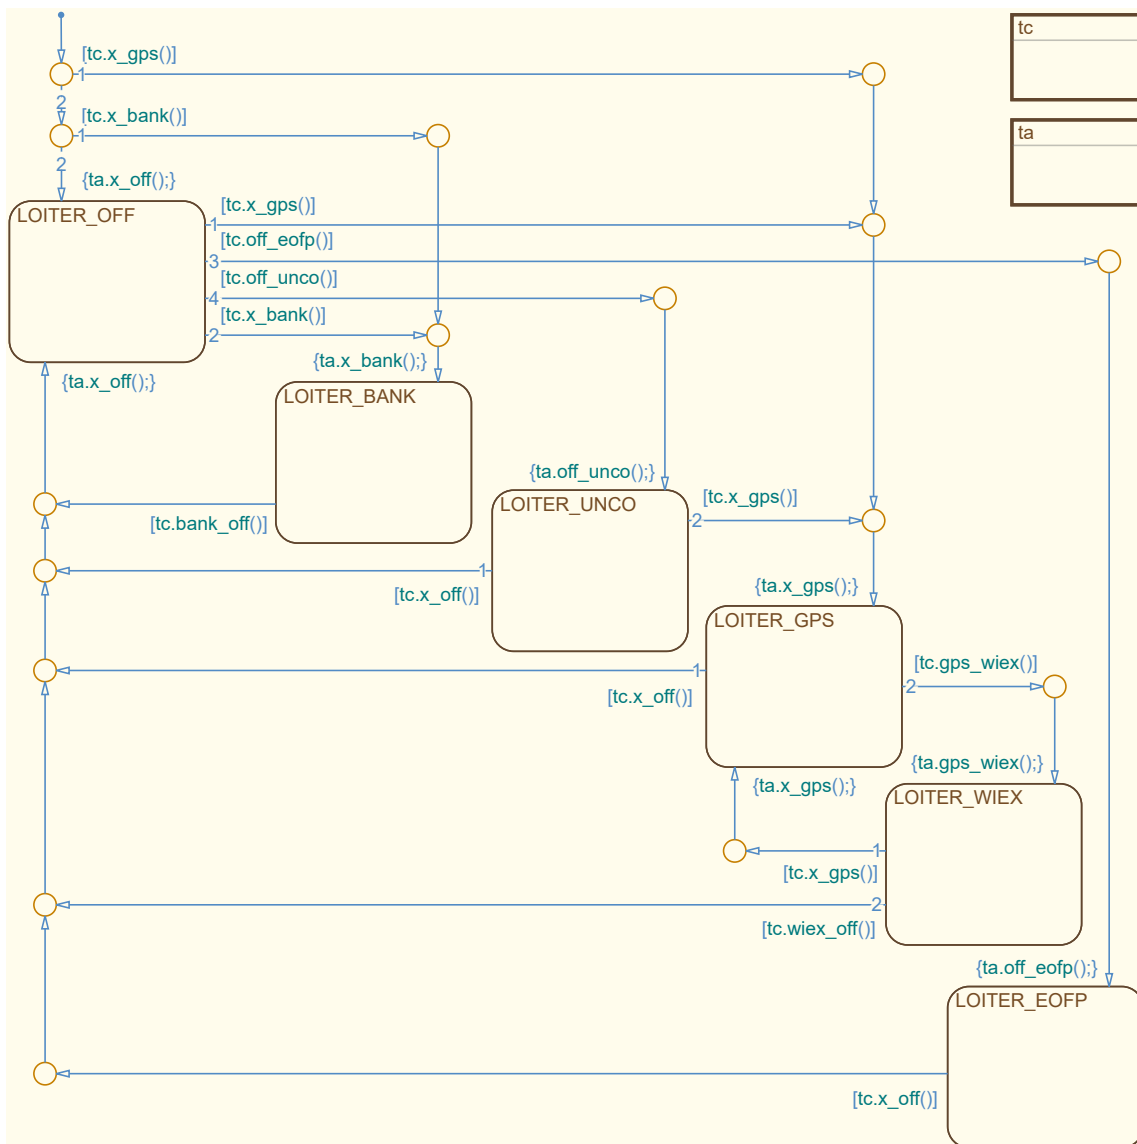 [tc.x_gps()]
tc
1
2
[tc.x_bank()]
1
ta
2
{ta.x_off();}
LOITER_OFF
[tc.x_gps()]
1
[tc.off_eofp()]
3
[tc.off_unco()]
4
[tc.x_bank()]
2
{ta.x_bank();}
{ta.x_off();}
LOITER_BANK
{ta.off_unco();}
[tc.x_gps()]
LOITER_UNCO
2
[tc.bank_off()]
1
[tc.x_off()]
{ta.x_gps();}
LOITER_GPS
[tc.gps_wiex()]
1
2
[tc.x_off()]
{ta.gps_wiex();}
{ta.x_gps();}
LOITER_WIEX
1
[tc.x_gps()]
2
[tc.wiex_off()]
{ta.off_eofp();}
LOITER_EOFP
[tc.x_off()]